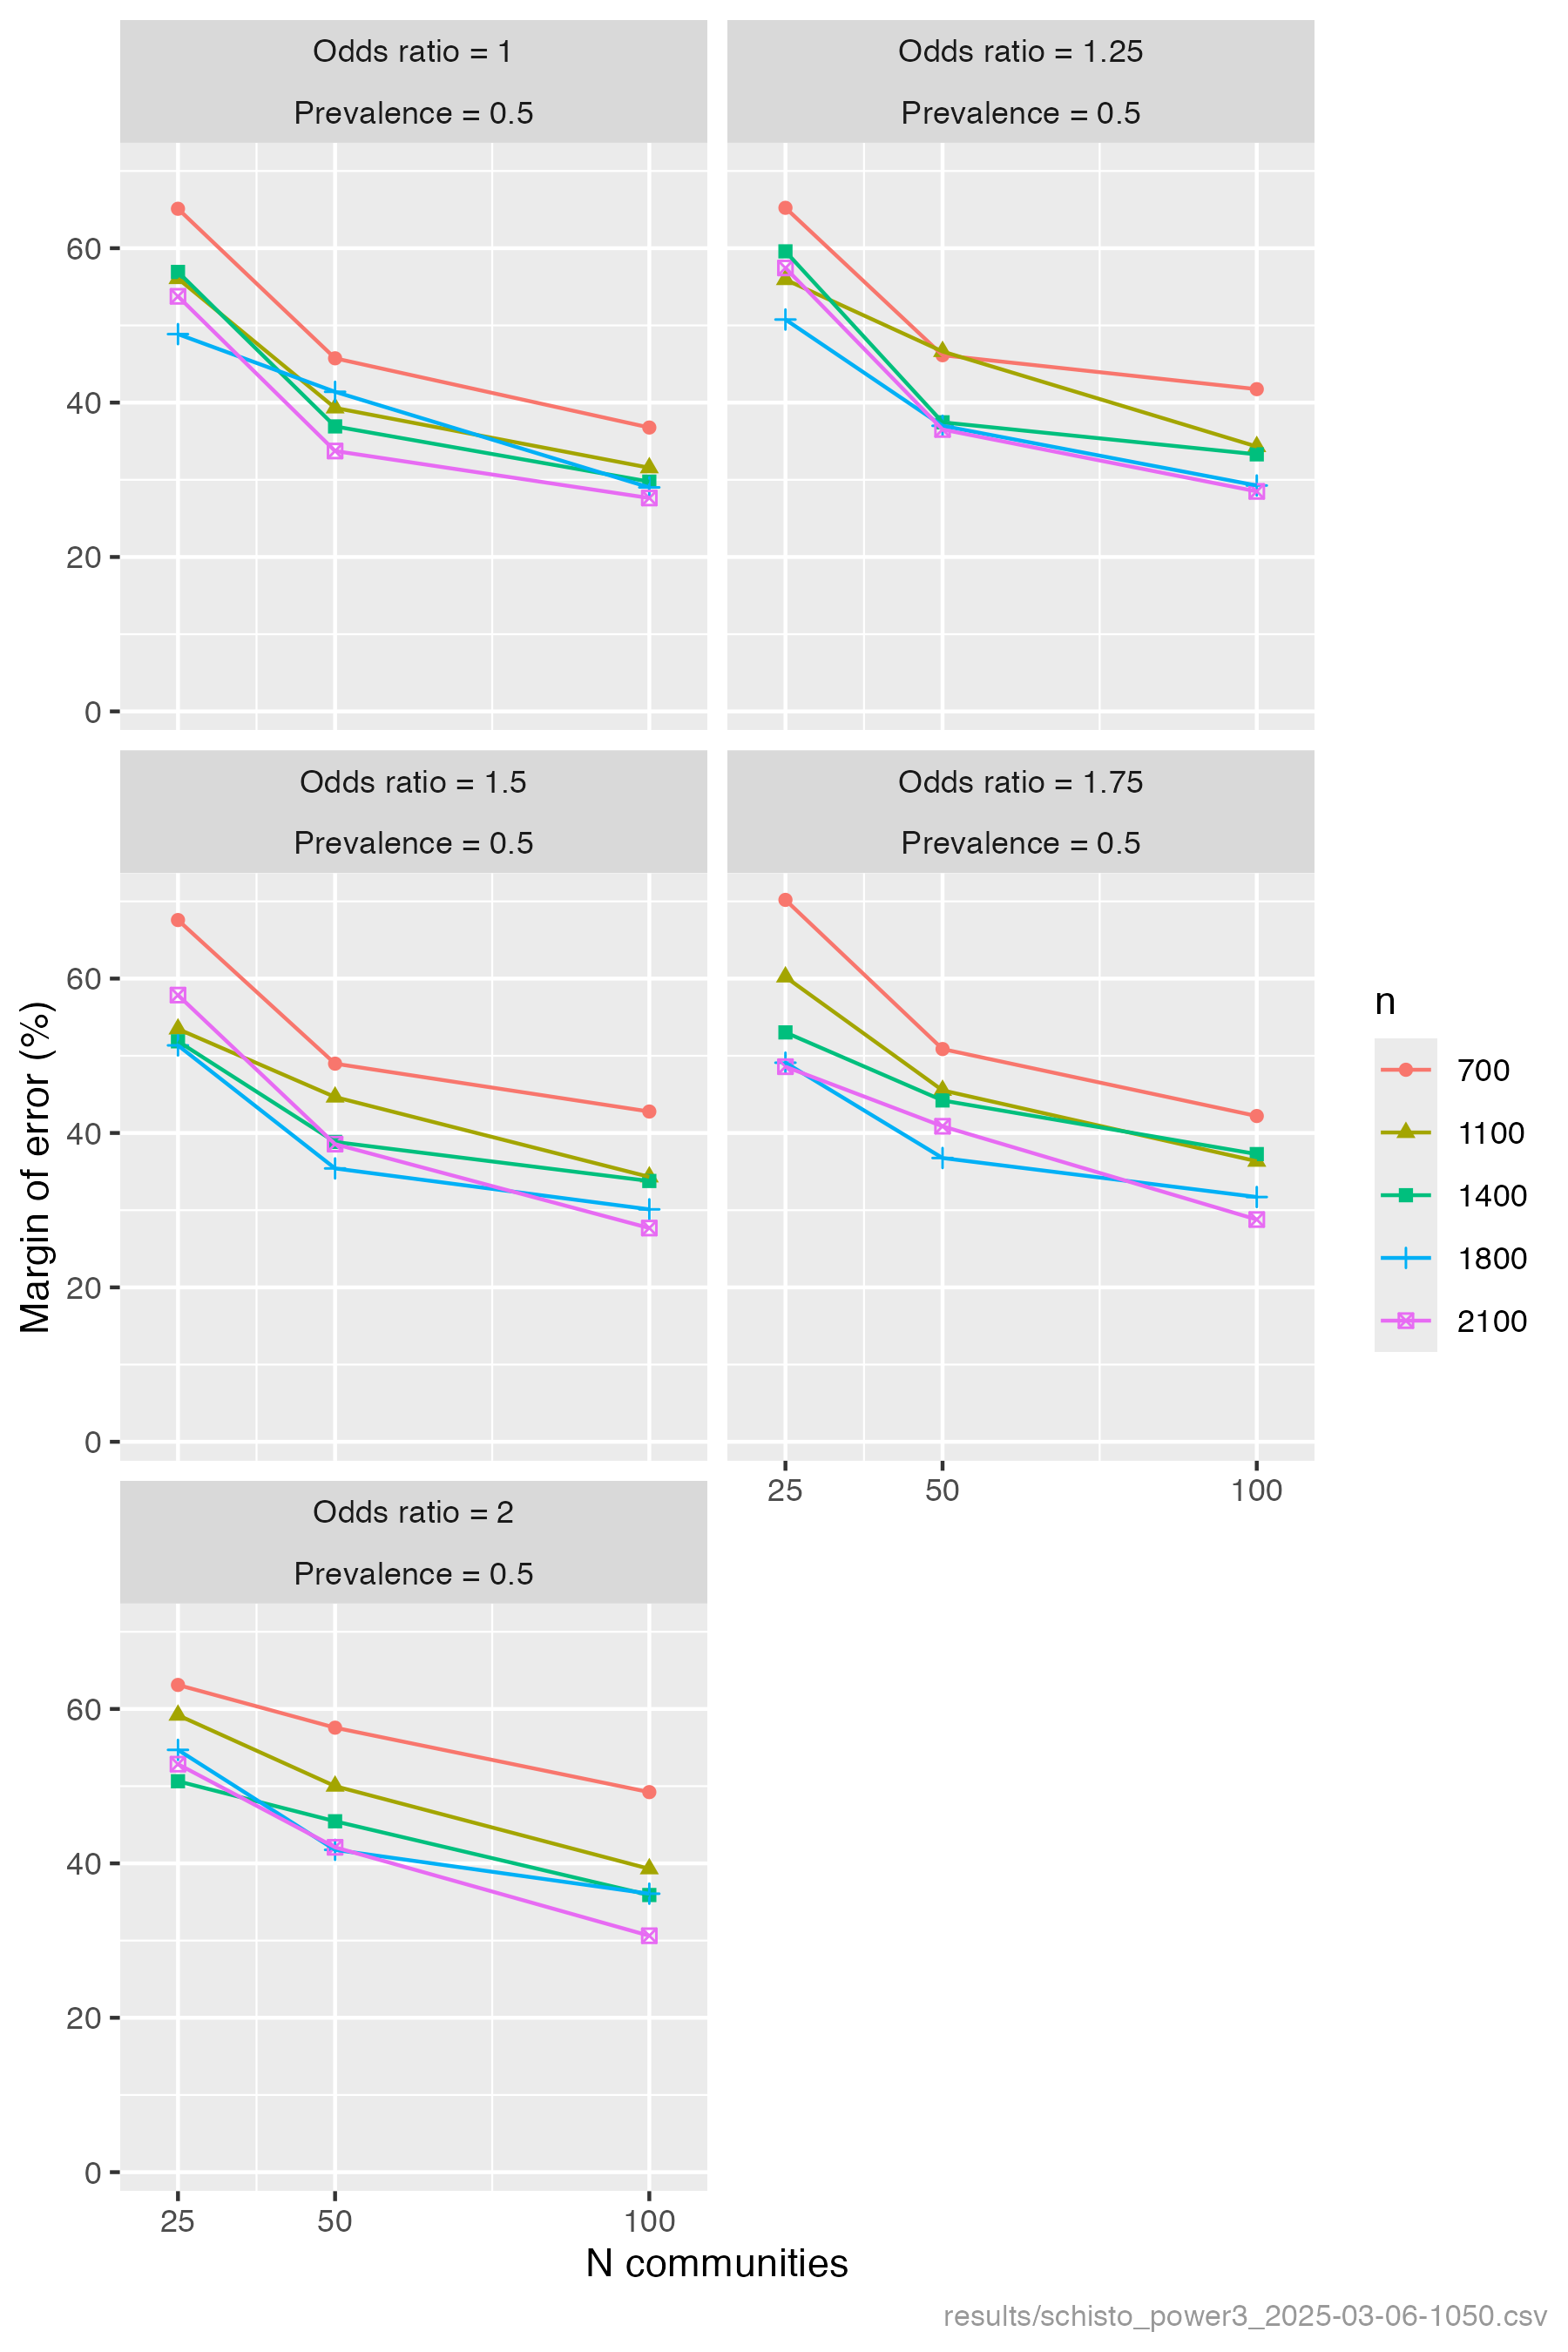 Odds ratio = 1
Prevalence = 0.5
Odds ratio = 1.25
Prevalence = 0.5
60
40
20
0
Odds ratio = 1.5
Prevalence = 0.5
Odds ratio = 1.75
Prevalence = 0.5
60
40
20
0
25 50 100
Odds ratio = 2
Prevalence = 0.5
60
40
20
0
25 50 100
N communities
Margin of error (%)
n
700
1100
1400
1800
2100
results/schisto_power3_2025-03-06-1050.csv